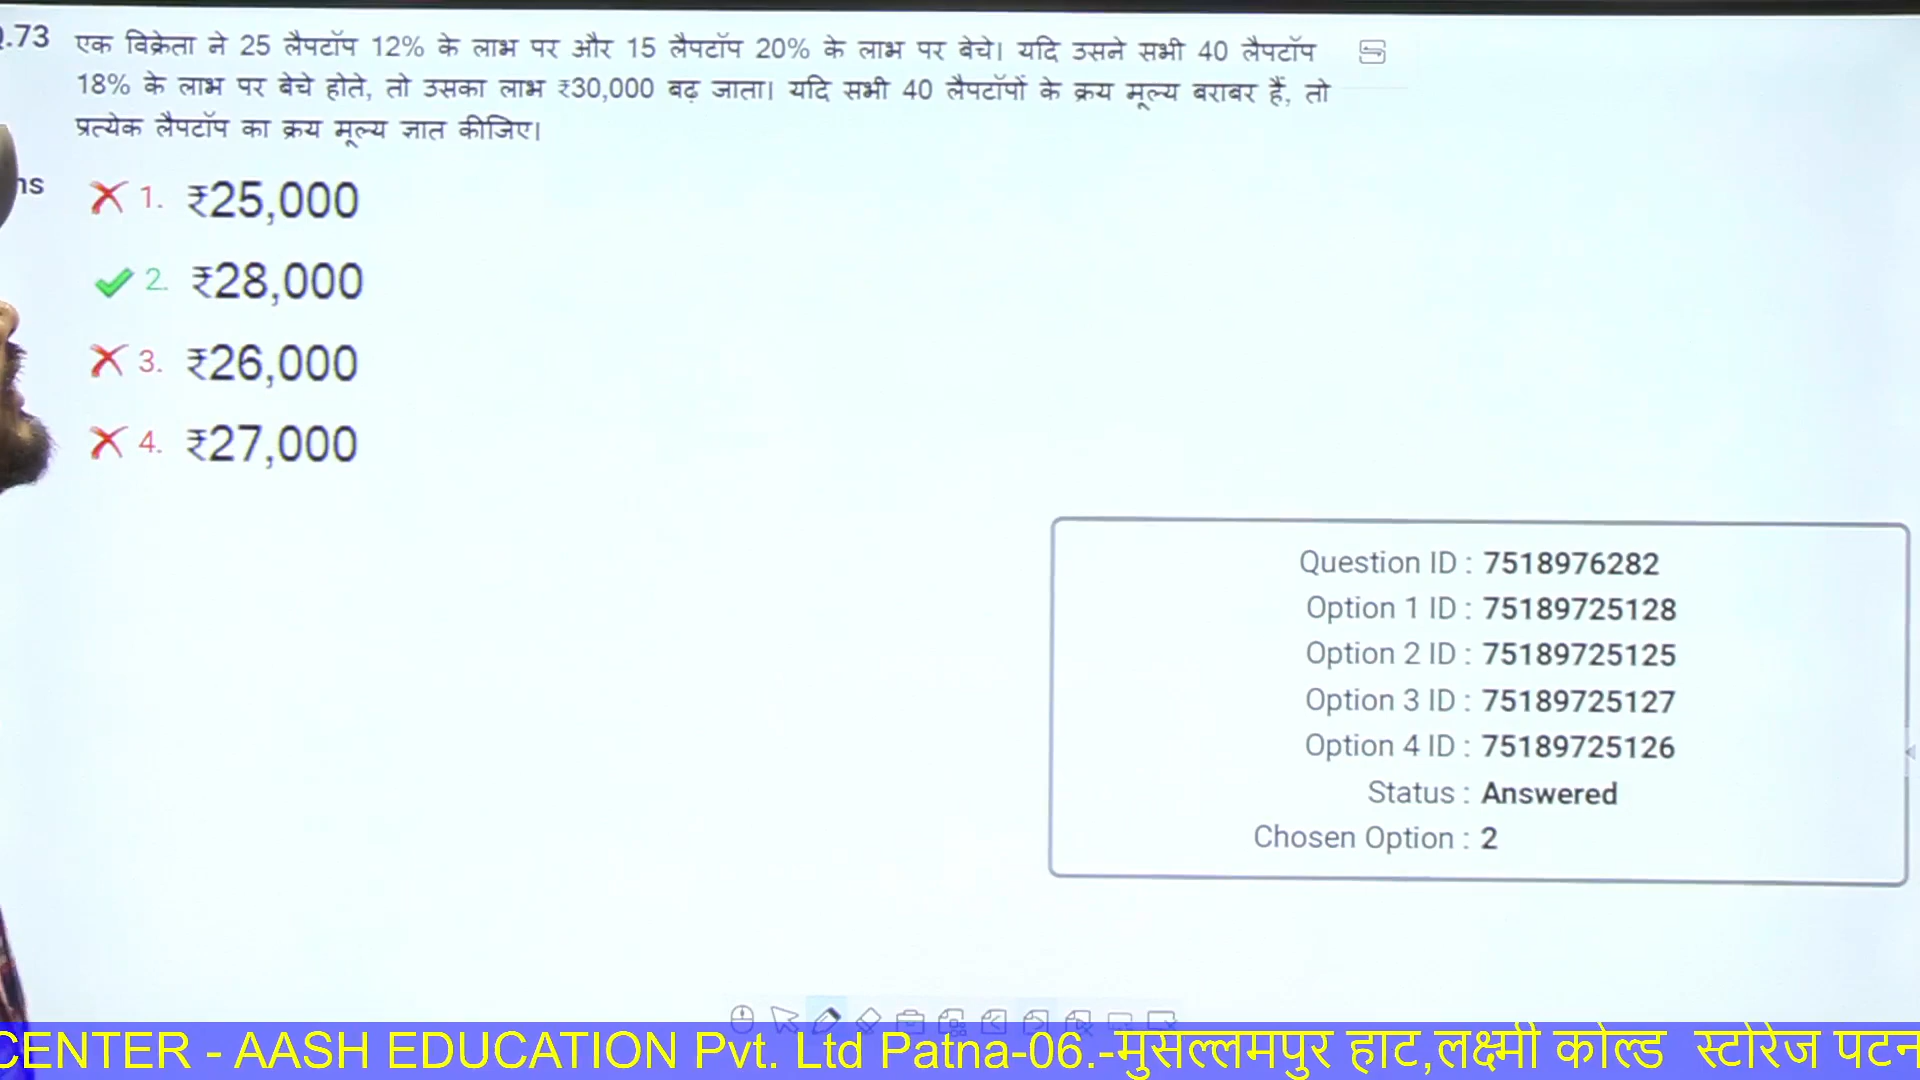 .73 एक विक्रेता ने 25 लैपटॉप 12% के लाभ पर और 15 लैपटॉप 20% के लाभ पर बेचे। यदि उसने सभी 40 लैपटॉप
18% के लाभ पर बेचे होते, तो उसका लाभ ₹30,000 बढ़ जाता। यदि सभी 40 लैपटॉपों के क्रय मूल्य बराबर हैं, तो
प्रत्येक लैपटॉप का क्रय मूल्य ज्ञात कीजिए।
ns
1. ₹25,000
2. ₹28,000
3. ₹26,000
4. ₹27,000
Question ID : 7518976282
Option 1 ID : 75189725128
Option 2 ID : 75189725125
Option 3 ID : 75189725127
Option 4 ID : 75189725126
Status : Answered
Chosen Option : 2
CENTER - AASH EDUCATION Pvt. Ltd Patna-06.-मुसल्लमपुर हाट,लक्ष्मी कोल्ड स्टोरेज पटन